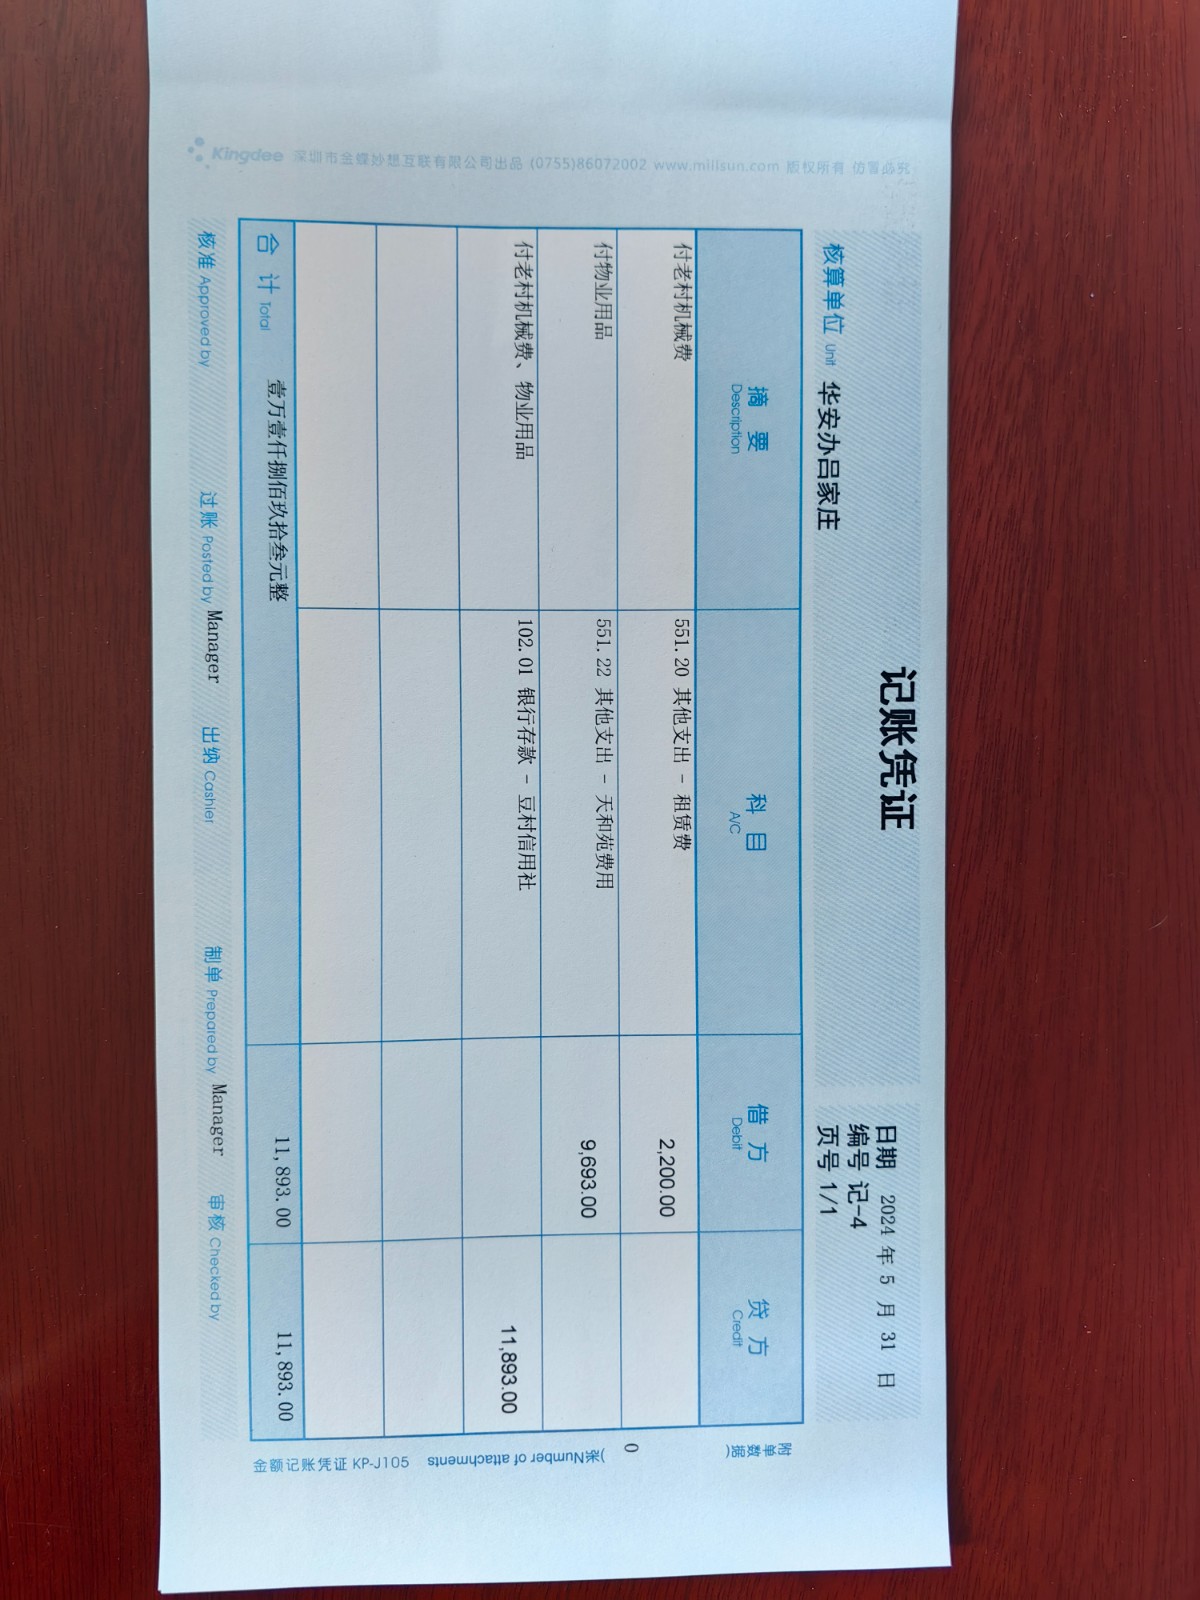 记账凭证
日期 2024 年 5 月 31 日
编号 记-4
核算单位 Unit 华安办吕家庄
页号 1/1
摘 要 Description 科 目 A/C 借 方 Debit 贷 方 Credit
付老村机械费 551.20 其他支出 - 租赁费 2,200.00
付物业用品 551.22 其他支出 - 天和苑费用 9,693.00
付老村机械费、物业用品 102.01 银行存款 - 豆村信用社 11,893.00
合 计 Total 壹万壹仟捌佰玖拾叁元整 11,893.00 11,893.00
附单数据( 0 )张Number of attachments
金额记账凭证 KP-J105
核准 Approved by 过账 Posted by Manager 出纳 Cashier 制单 Prepared by Manager 审核 Checked by
Kingdee 深圳市金蝶妙想互联有限公司出品 (0755)86072002 www.millsun.com 版权所有 仿冒必究